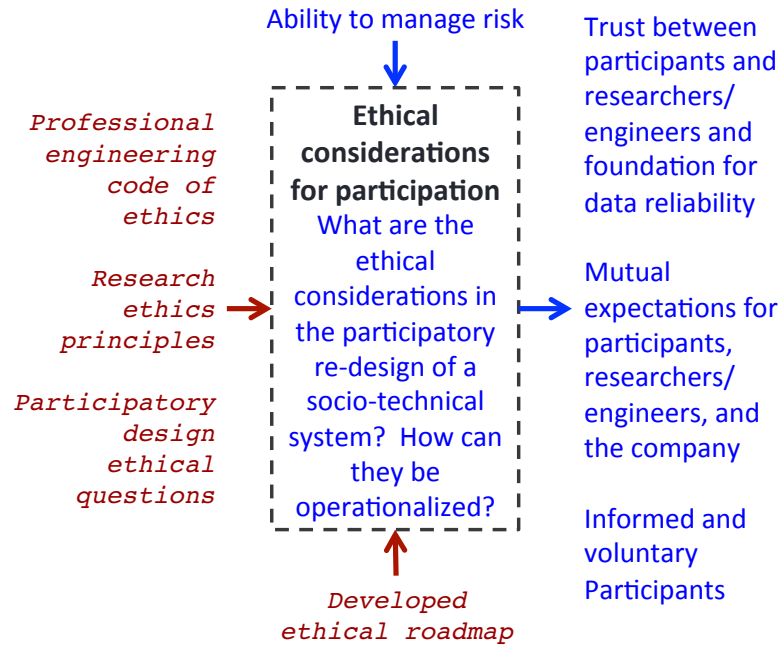 Ability to manage risk
Professional
engineering
code of
ethics
Research
ethics
principles
Participatory
design
ethical
questions
Ethical
considerations
for participation
What are the
ethical
considerations in
the participatory
re-design of a
socio-technical
system?  How can
they be
operationalized?
Developed
ethical roadmap
Trust between
participants and
researchers/
engineers and
foundation for
data reliability
Mutual
expectations for
participants,
researchers/
engineers, and
the company
Informed and
voluntary
Participants